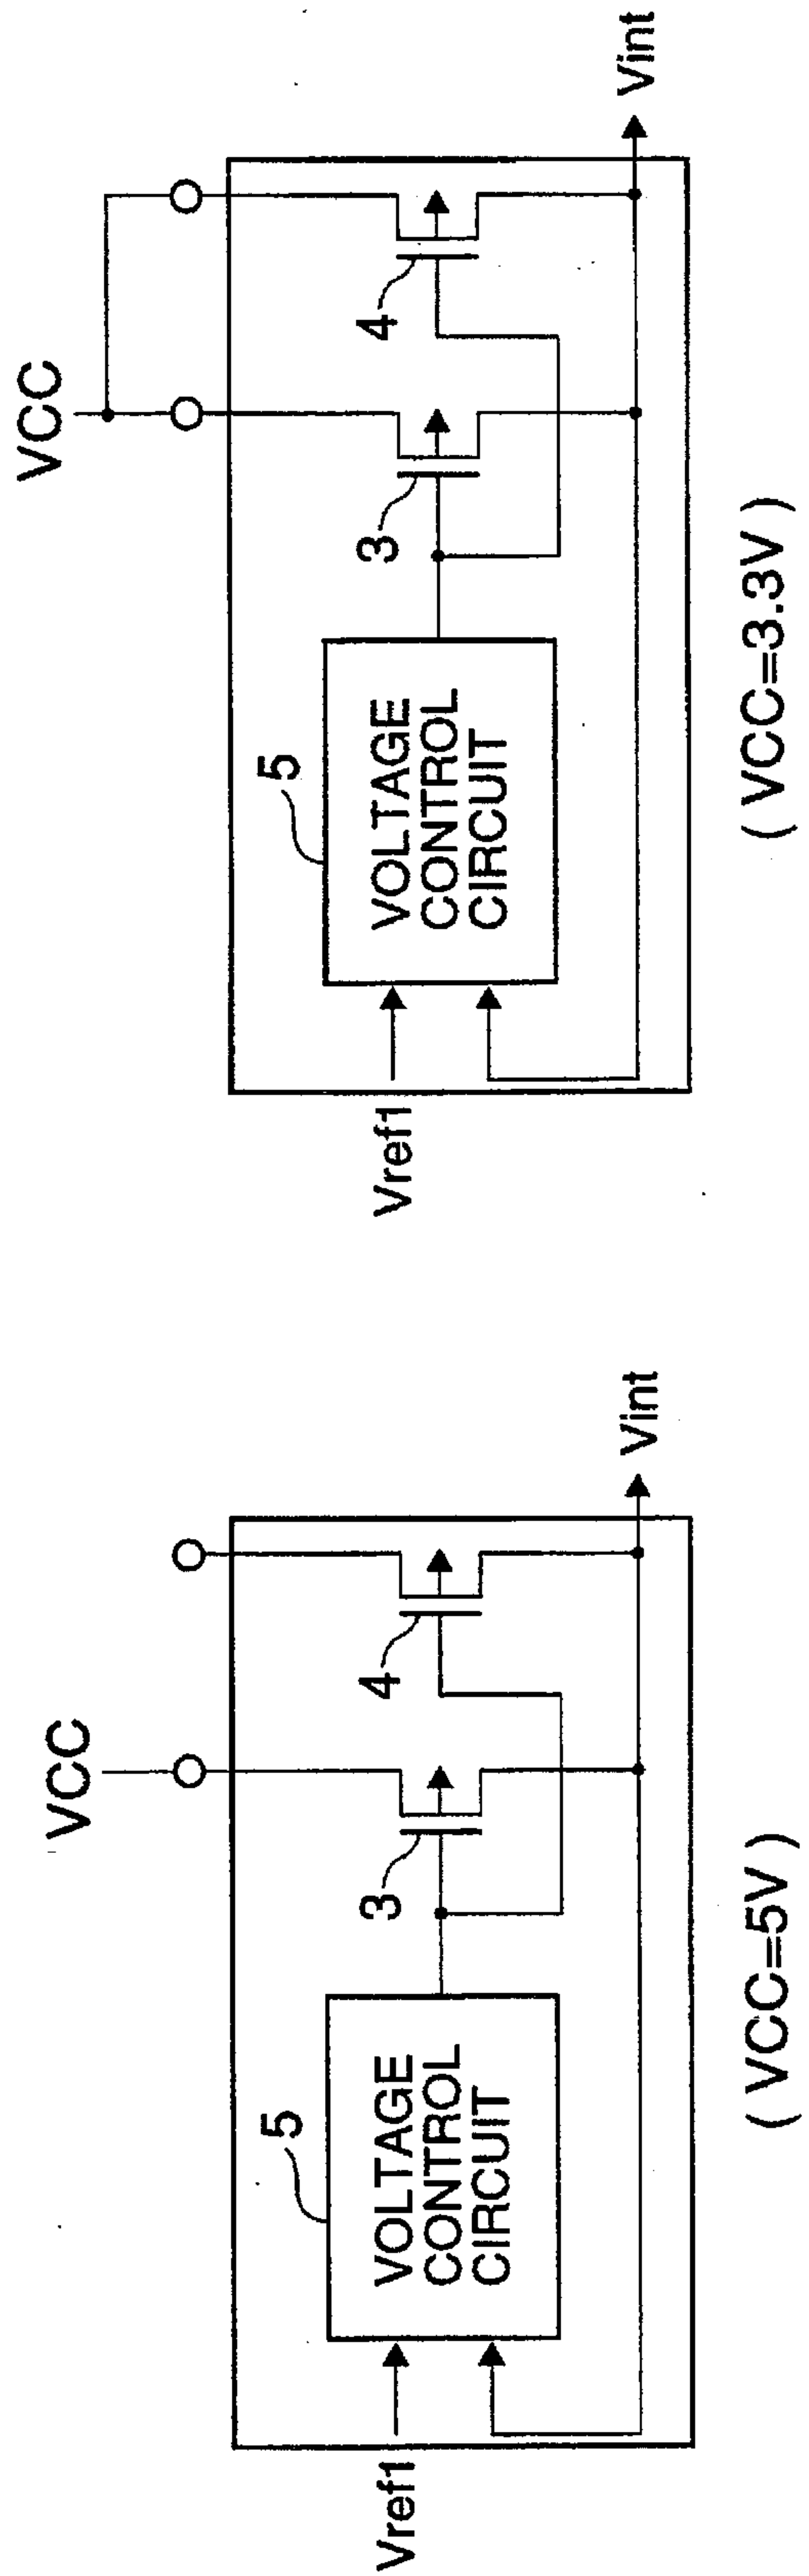 VCC
5
3
4
VOLTAGE
CONTROL
CIRCUIT
Vref1
Vint
( VCC=5V )
VCC
5
3
4
VOLTAGE
CONTROL
CIRCUIT
Vref1
Vint
( VCC=3.3V )